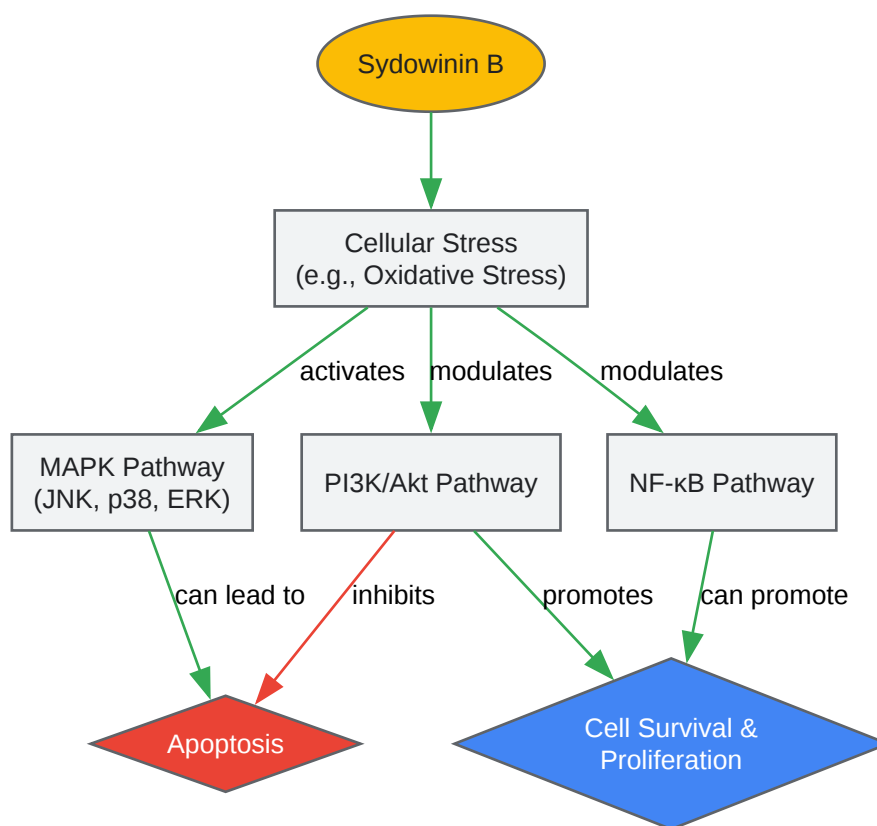 Sydowinin B
Cellular Stress
(e.g., Oxidative Stress)
activates
modulates
modulates
MAPK Pathway
(JNK, p38, ERK)
PI3K/Akt Pathway
NF-κB Pathway
can lead to
inhibits
promotes
can promote
Apoptosis
Cell Survival &
Proliferation